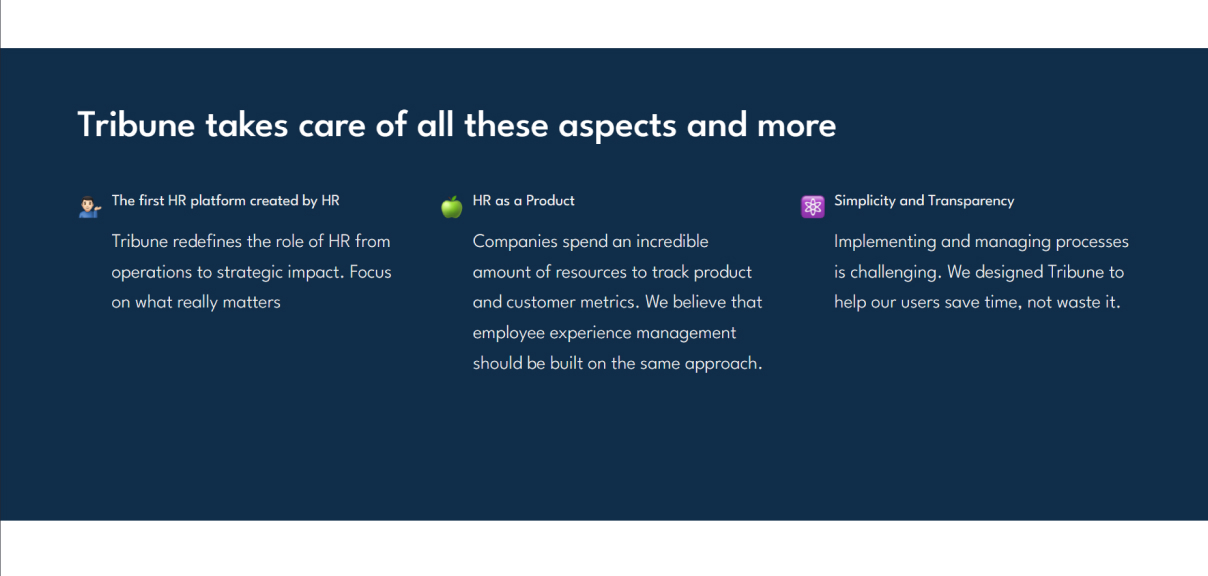 Tribune takes care of all these aspects and more
The first HR platform created by HR
Tribune redefines the role of HR from
operations to strategic impact. Focus
on what really matters
HR as a Product
Companies spend an incredible
amount of resources to track product
and customer metrics. We believe that
employee experience management
should be built on the same approach.
Simplicity and Transparency
Implementing and managing processes
is challenging. We designed Tribune to
help our users save time, not waste it.